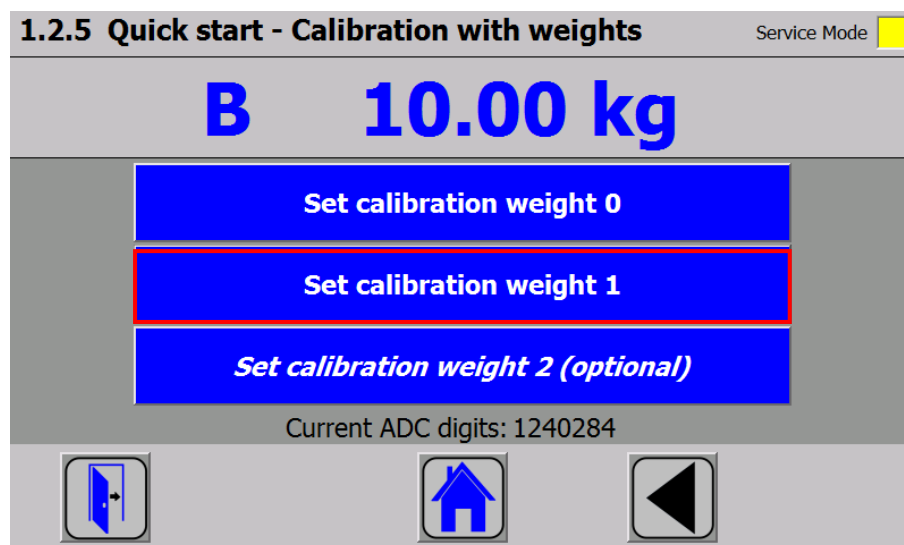 1.2.5 Quick start - Calibration with weights Service Mode
B 10.00 kg
Set calibration weight 0
Set calibration weight 1
Set calibration weight 2 (optional)
Current ADC digits: 1240284